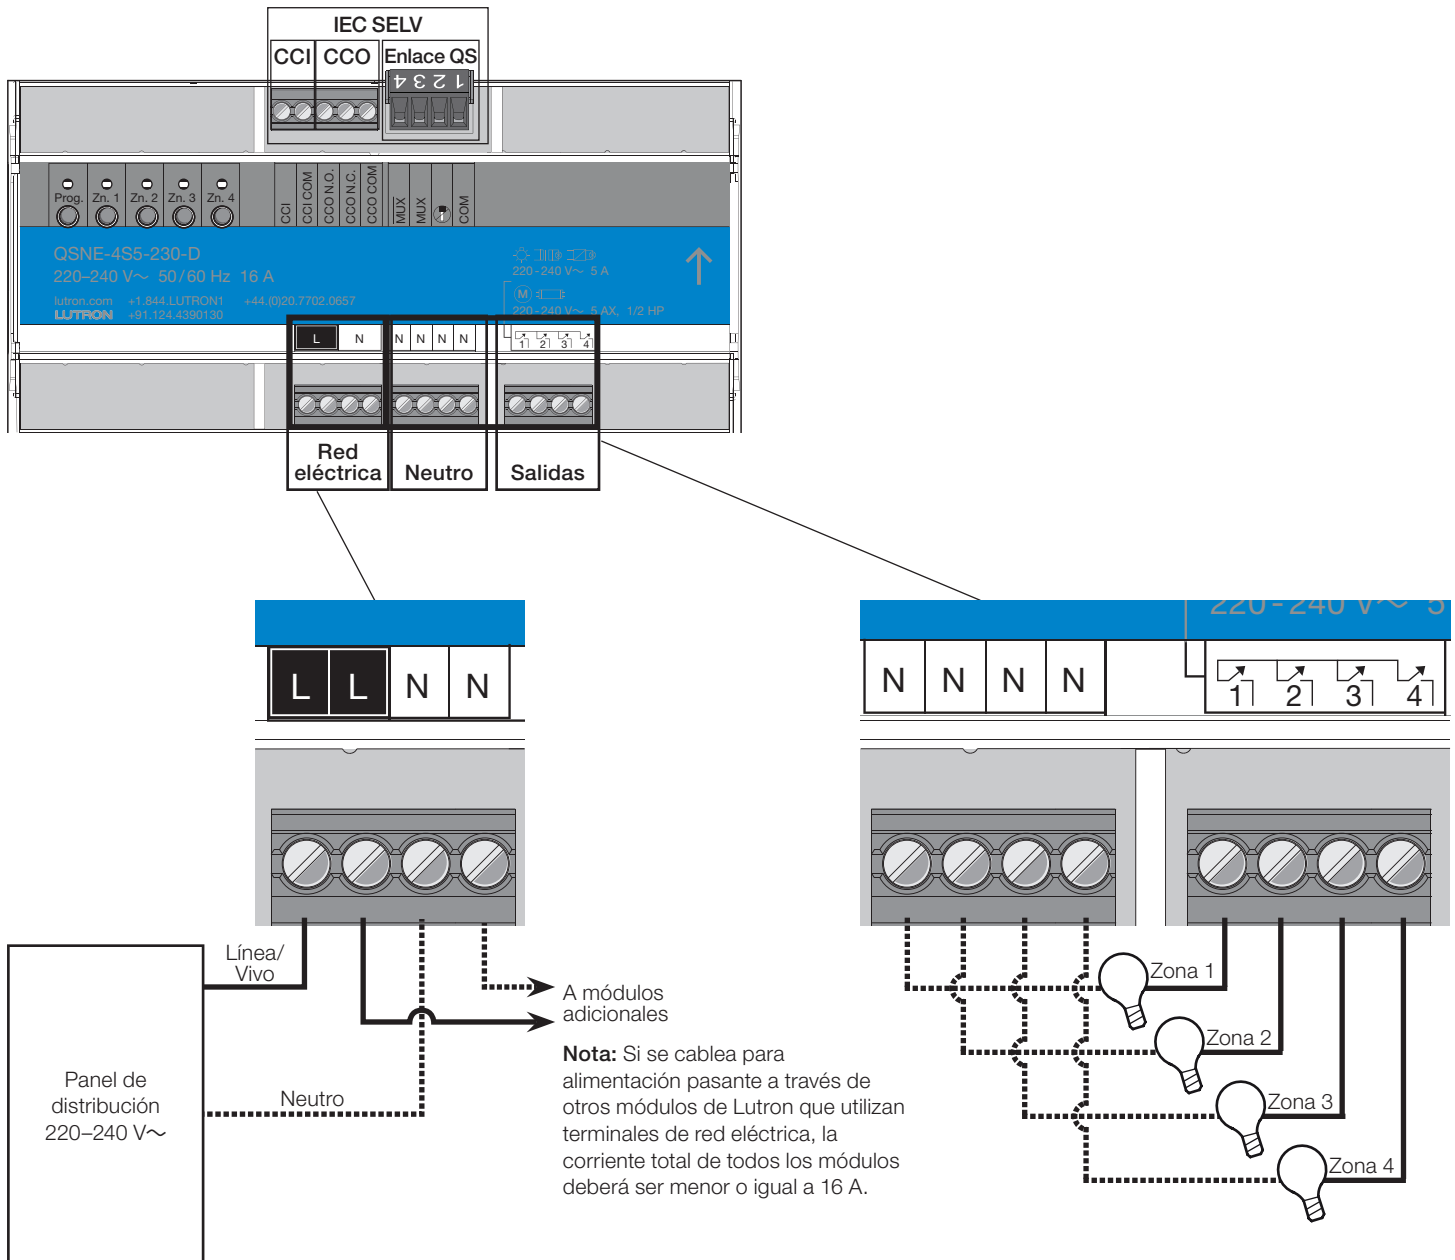 IEC SELV
CCI CCO Enlace QS
4 3 2 1
Prog. Zn. 1 Zn. 2 Zn. 3 Zn. 4
CCI
CCI COM
CCO N.O.
CCO N.C.
CCO COM
MUX
MUX
COM
QSNE-4S5-230-D
220–240 V~ 50/60 Hz 16 A
lutron.com +1.844.LUTRON1 +44.(0)20.7702.0657
LUTRON +91.124.4390130
220-240 V~ 5 A
M
220-240 V~ 5 AX, 1/2 HP
L N N N N N 1 2 3 4
Red
eléctrica
Neutro
Salidas
220-240 V~ 5
L L N N
N N N N 1 2 3 4
Línea/
Vivo
A módulos
adicionales
Nota: Si se cablea para
alimentación pasante a través de
otros módulos de Lutron que utilizan
terminales de red eléctrica, la
corriente total de todos los módulos
deberá ser menor o igual a 16 A.
Panel de
distribución
220–240 V~
Neutro
Zona 1
Zona 2
Zona 3
Zona 4